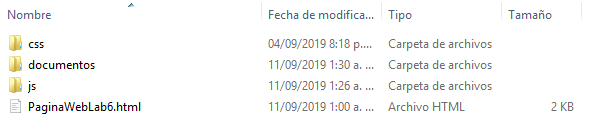 Nombre Fecha de modifica... Tipo Tamaño
css 04/09/2019 8:18 p.... Carpeta de archivos
documentos 11/09/2019 1:30 a. ... Carpeta de archivos
js 11/09/2019 1:26 a. ... Carpeta de archivos
PaginaWebLab6.html 11/09/2019 1:00 a. ... Archivo HTML 2 KB